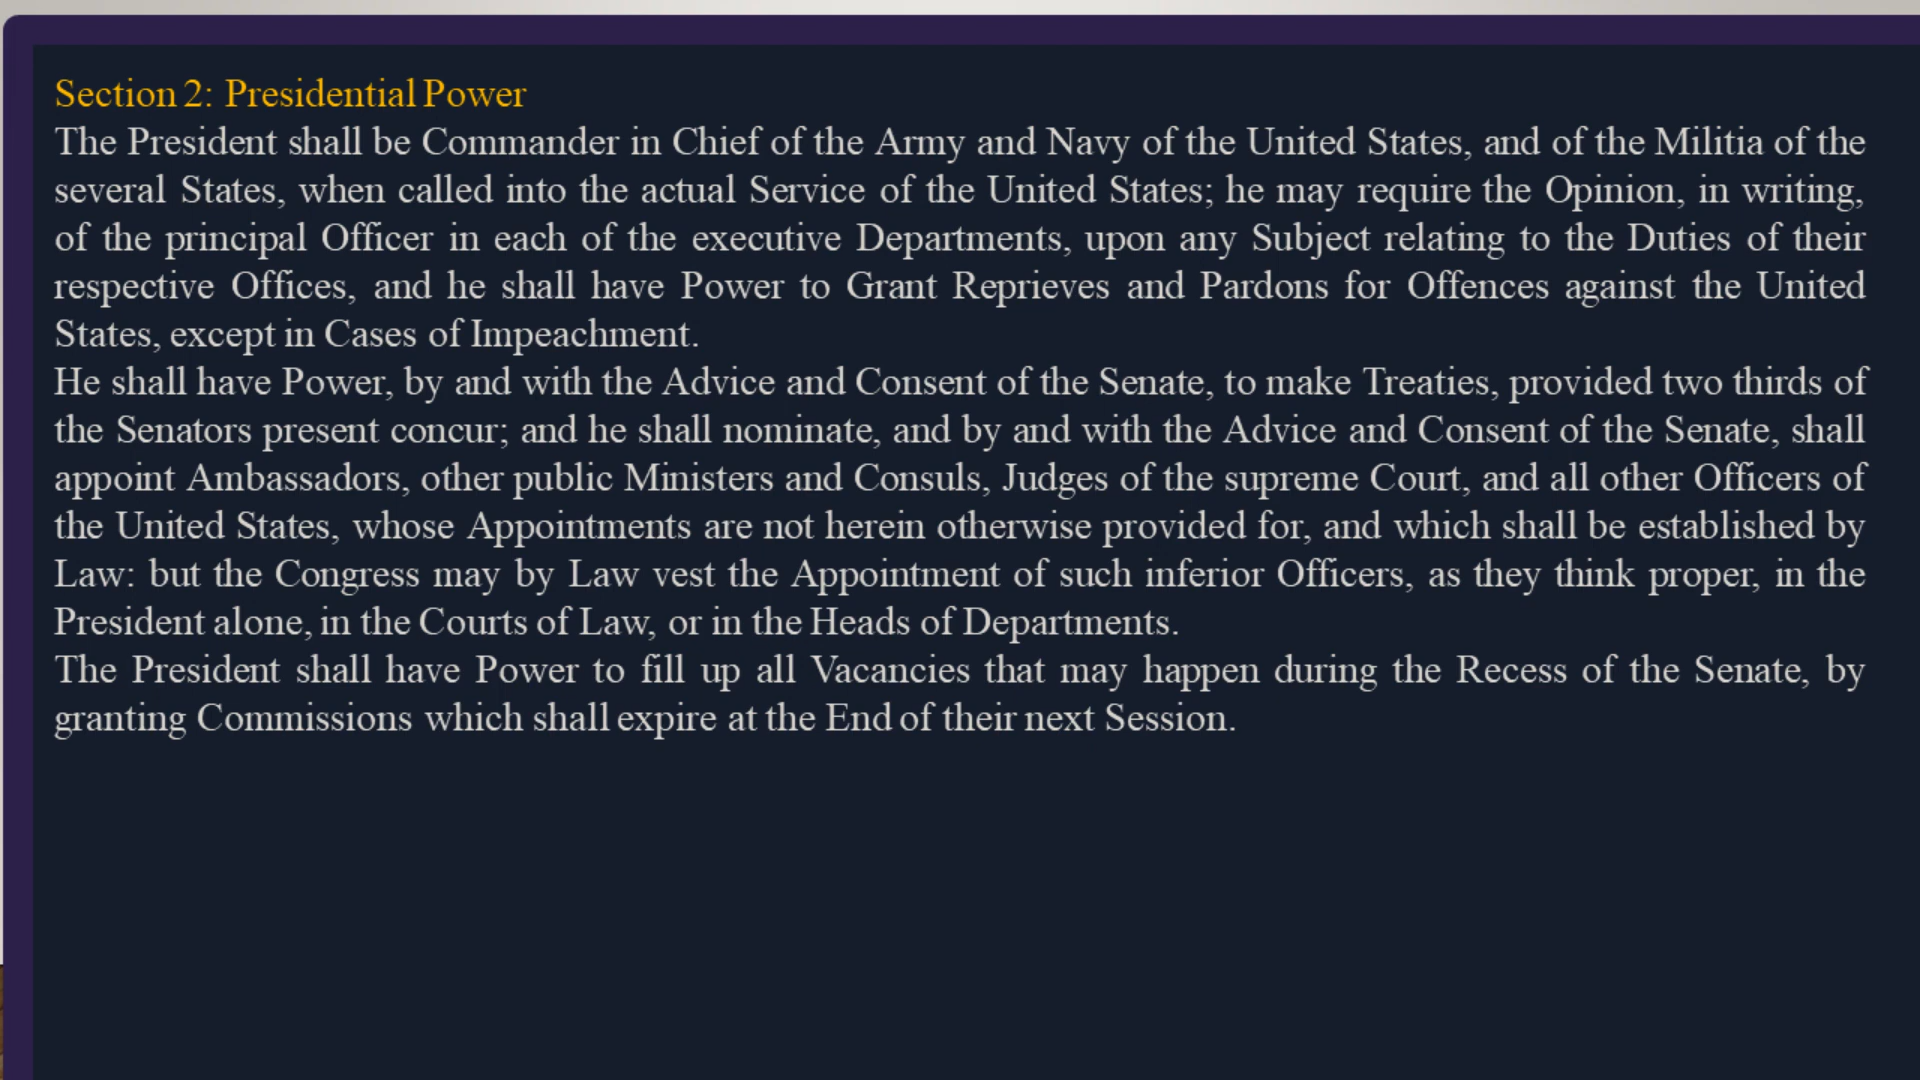 Section 2: Presidential Power
The President shall be Commander in Chief of the Army and Navy of the United States, and of the Militia of the
several States, when called into the actual Service of the United States; he may require the Opinion, in writing,
of the principal Officer in each of the executive Departments, upon any Subject relating to the Duties of their
respective Offices, and he shall have Power to Grant Reprieves and Pardons for Offences against the United
States, except in Cases of Impeachment.
He shall have Power, by and with the Advice and Consent of the Senate, to make Treaties, provided two thirds of
the Senators present concur; and he shall nominate, and by and with the Advice and Consent of the Senate, shall
appoint Ambassadors, other public Ministers and Consuls, Judges of the supreme Court, and all other Officers of
the United States, whose Appointments are not herein otherwise provided for, and which shall be established by
Law: but the Congress may by Law vest the Appointment of such inferior Officers, as they think proper, in the
President alone, in the Courts of Law, or in the Heads of Departments.
The President shall have Power to fill up all Vacancies that may happen during the Recess of the Senate, by
granting Commissions which shall expire at the End of their next Session.